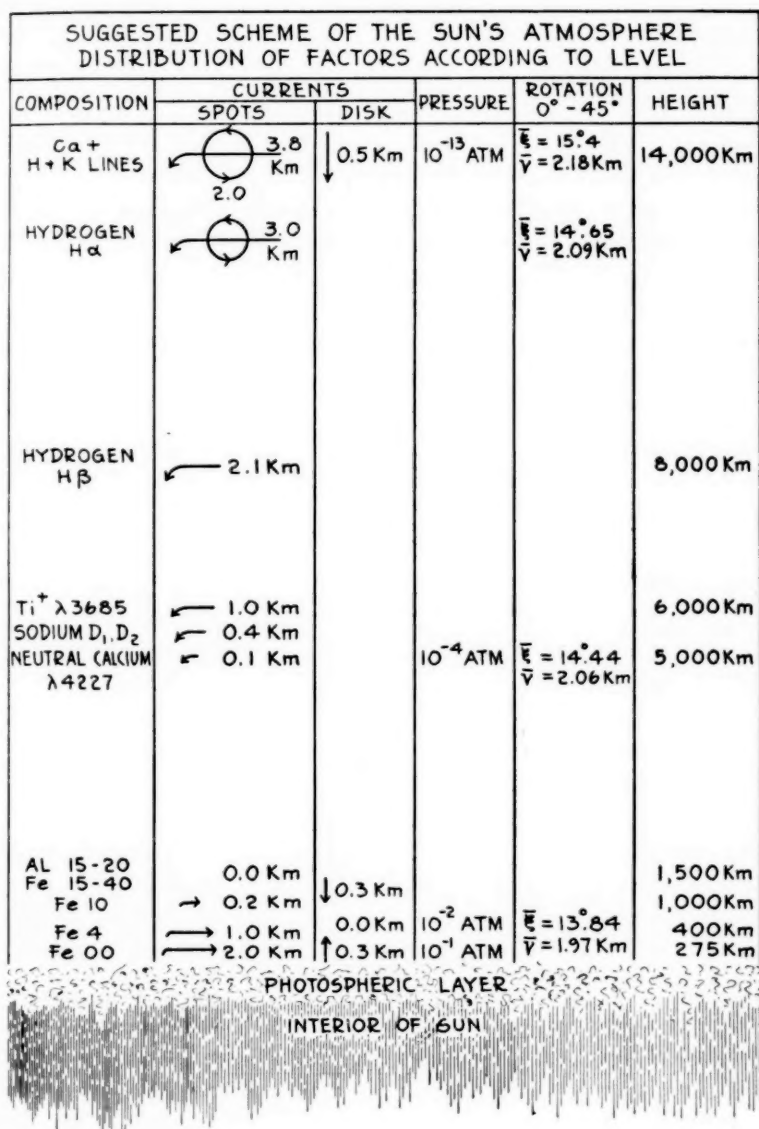 SUGGESTED SCHEME OF THE SUN'S ATMOSPHERE
DISTRIBUTION OF FACTORS ACCORDING TO LEVEL
COMPOSITION CURRENTS PRESSURE ROTATION HEIGHT
SPOTS DISK 0° - 45°
Ca+ 3.8 0.5 Km 10⁻¹³ ATM ξ̄ = 15°.4 14,000 Km
H + K LINES Km v̄ = 2.18 Km
2.0
HYDROGEN 3.0 ξ̄ = 14°.65
Hα Km v̄ = 2.09 Km
HYDROGEN 2.1 Km 8,000 Km
Hβ
Ti⁺ λ3685 1.0 Km 6,000 Km
SODIUM D₁,D₂ 0.4 Km
NEUTRAL CALCIUM 0.1 Km 10⁻⁴ ATM ξ̄ = 14°.44 5,000 Km
λ4227 v̄ = 2.06 Km
AL 15-20 0.0 Km 1,500 Km
Fe 15-40 0.3 Km
Fe 10 0.2 Km 1,000 Km
Fe 4 1.0 Km 0.0 Km 10⁻² ATM ξ̄ = 13°.84 400 Km
Fe 00 2.0 Km 0.3 Km 10⁻¹ ATM v̄ = 1.97 Km 275 Km
PHOTOSPHERIC LAYER
INTERIOR OF SUN